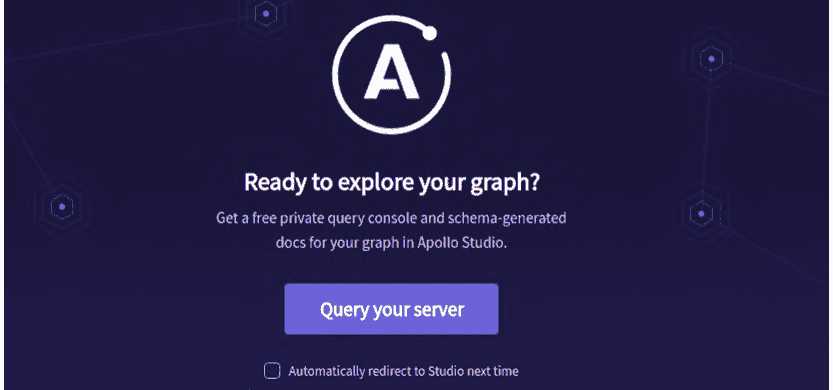 A
Ready to explore your graph?
Get a free private query console and schema-generated
docs for your graph in Apollo Studio.
Query your server
Automatically redirect to Studio next time